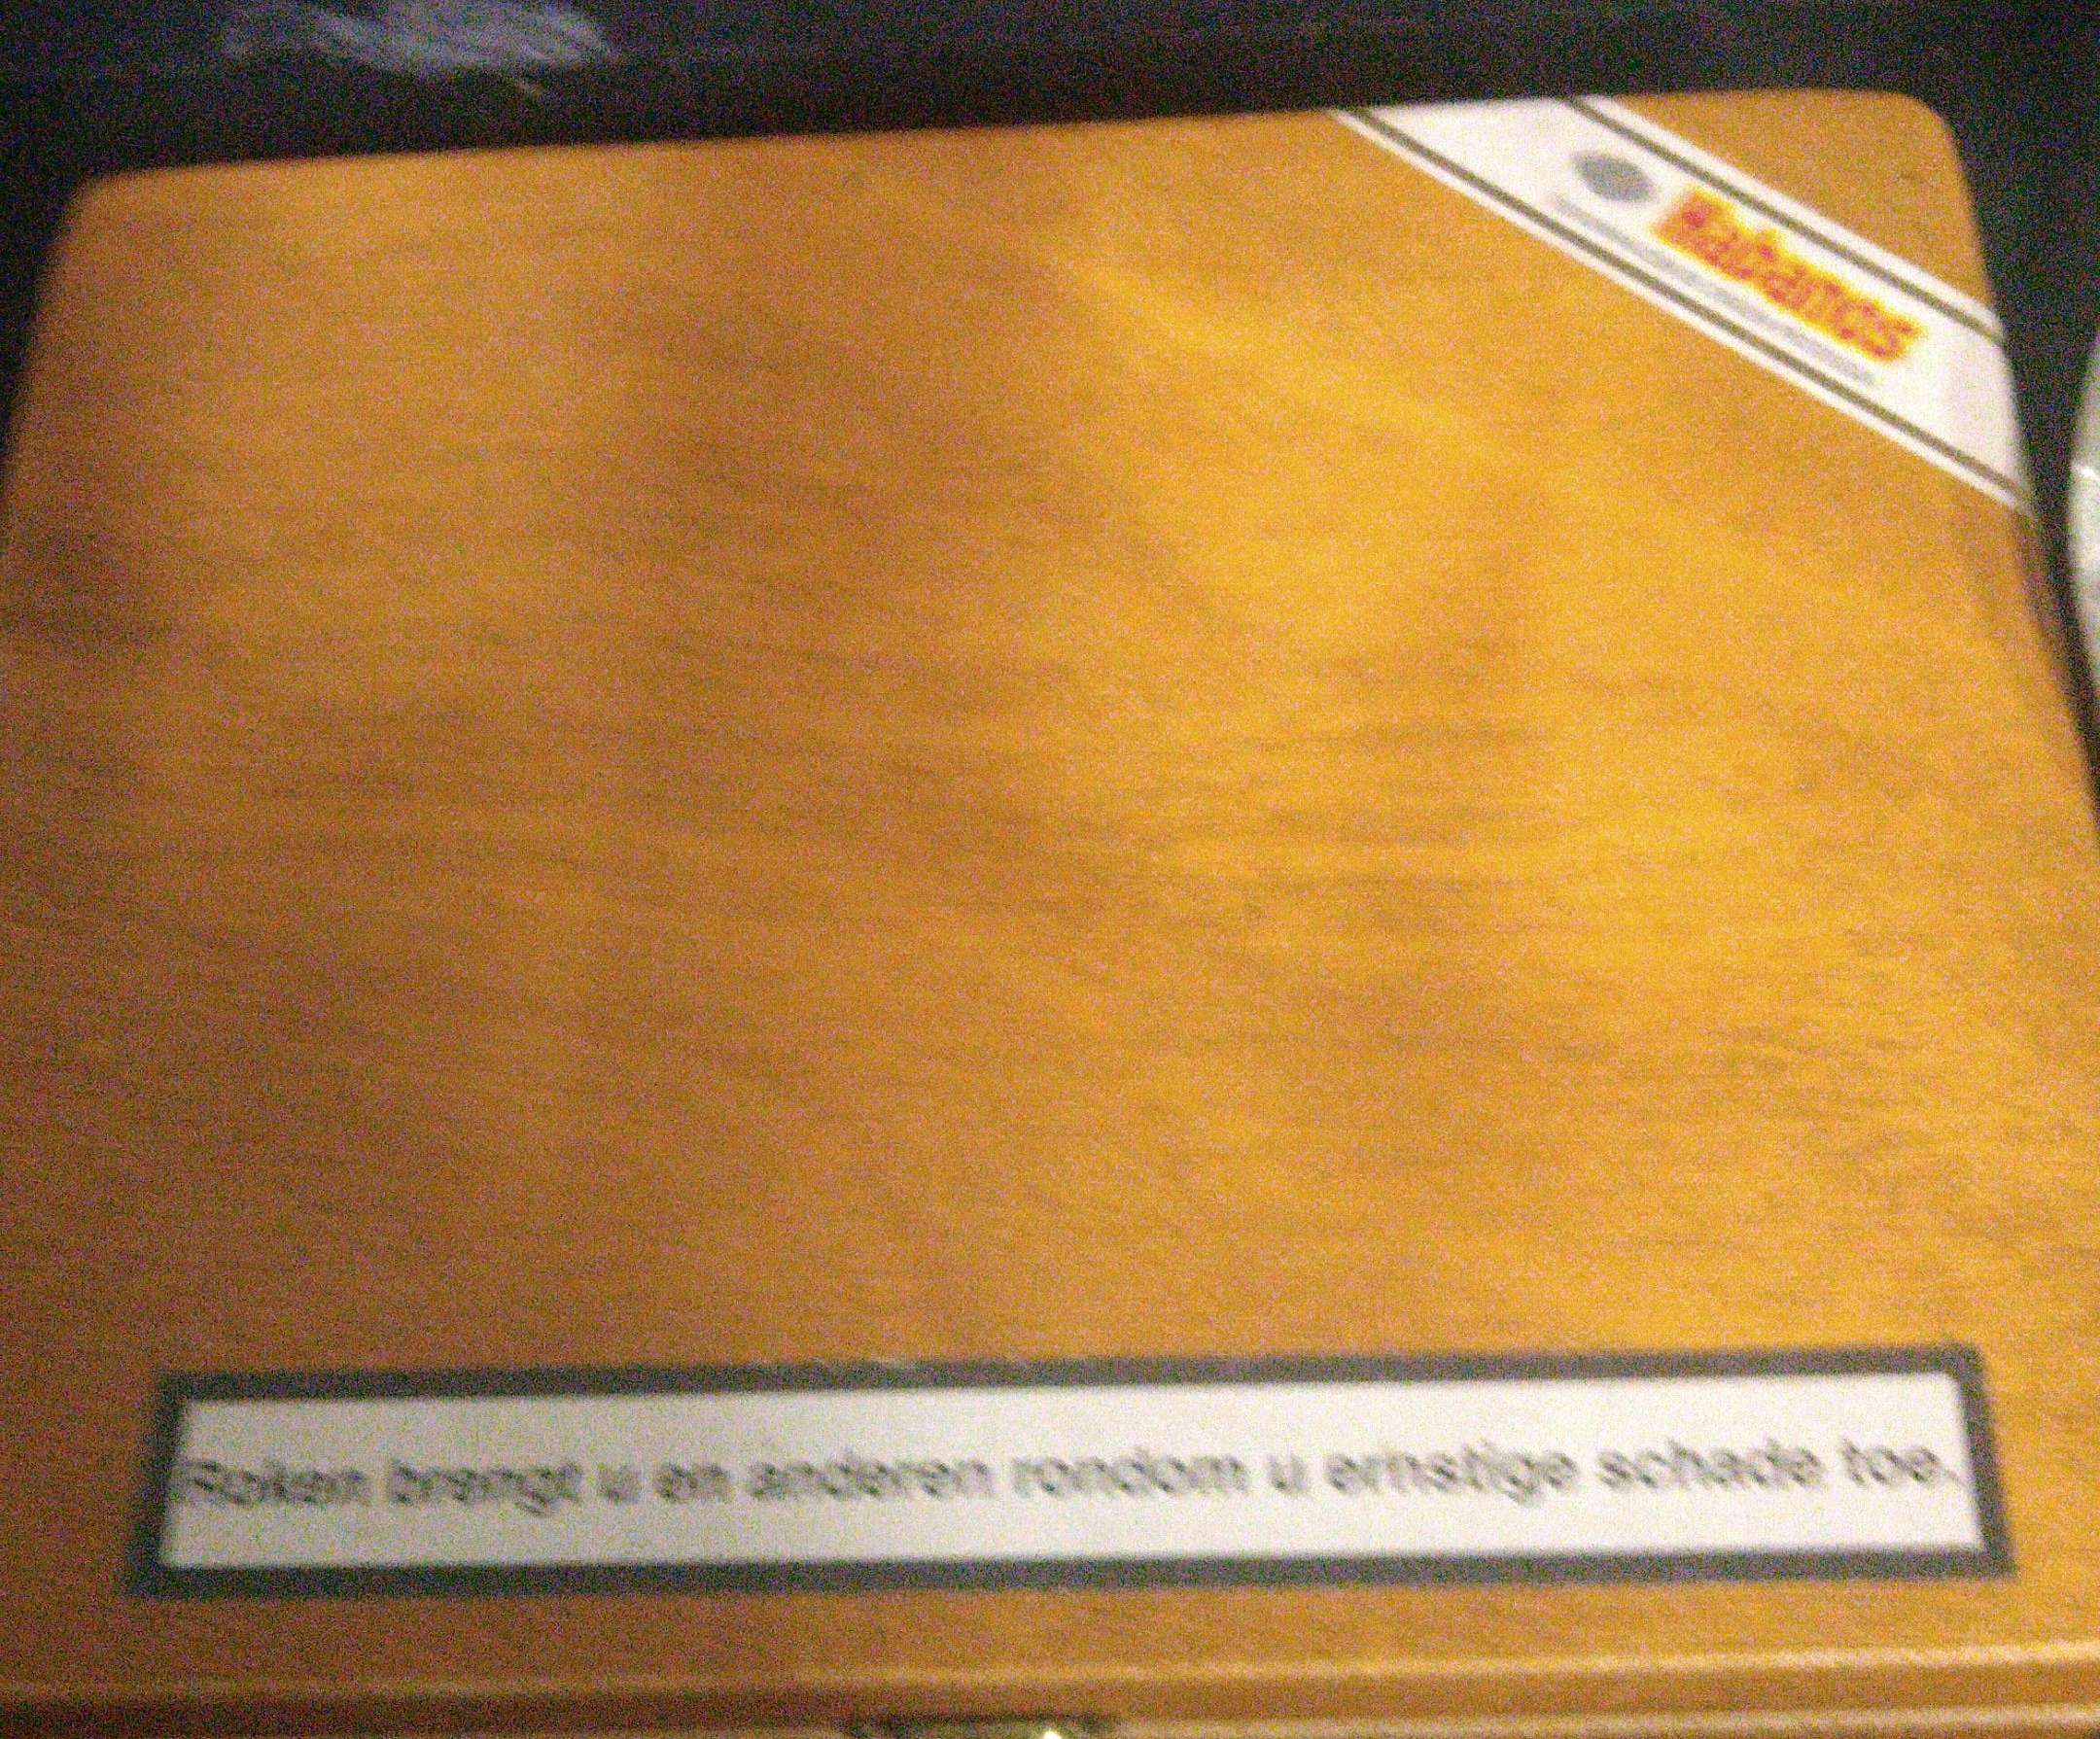 Habanos
Roken brengt u en anderen rondom u ernstige schade toe.